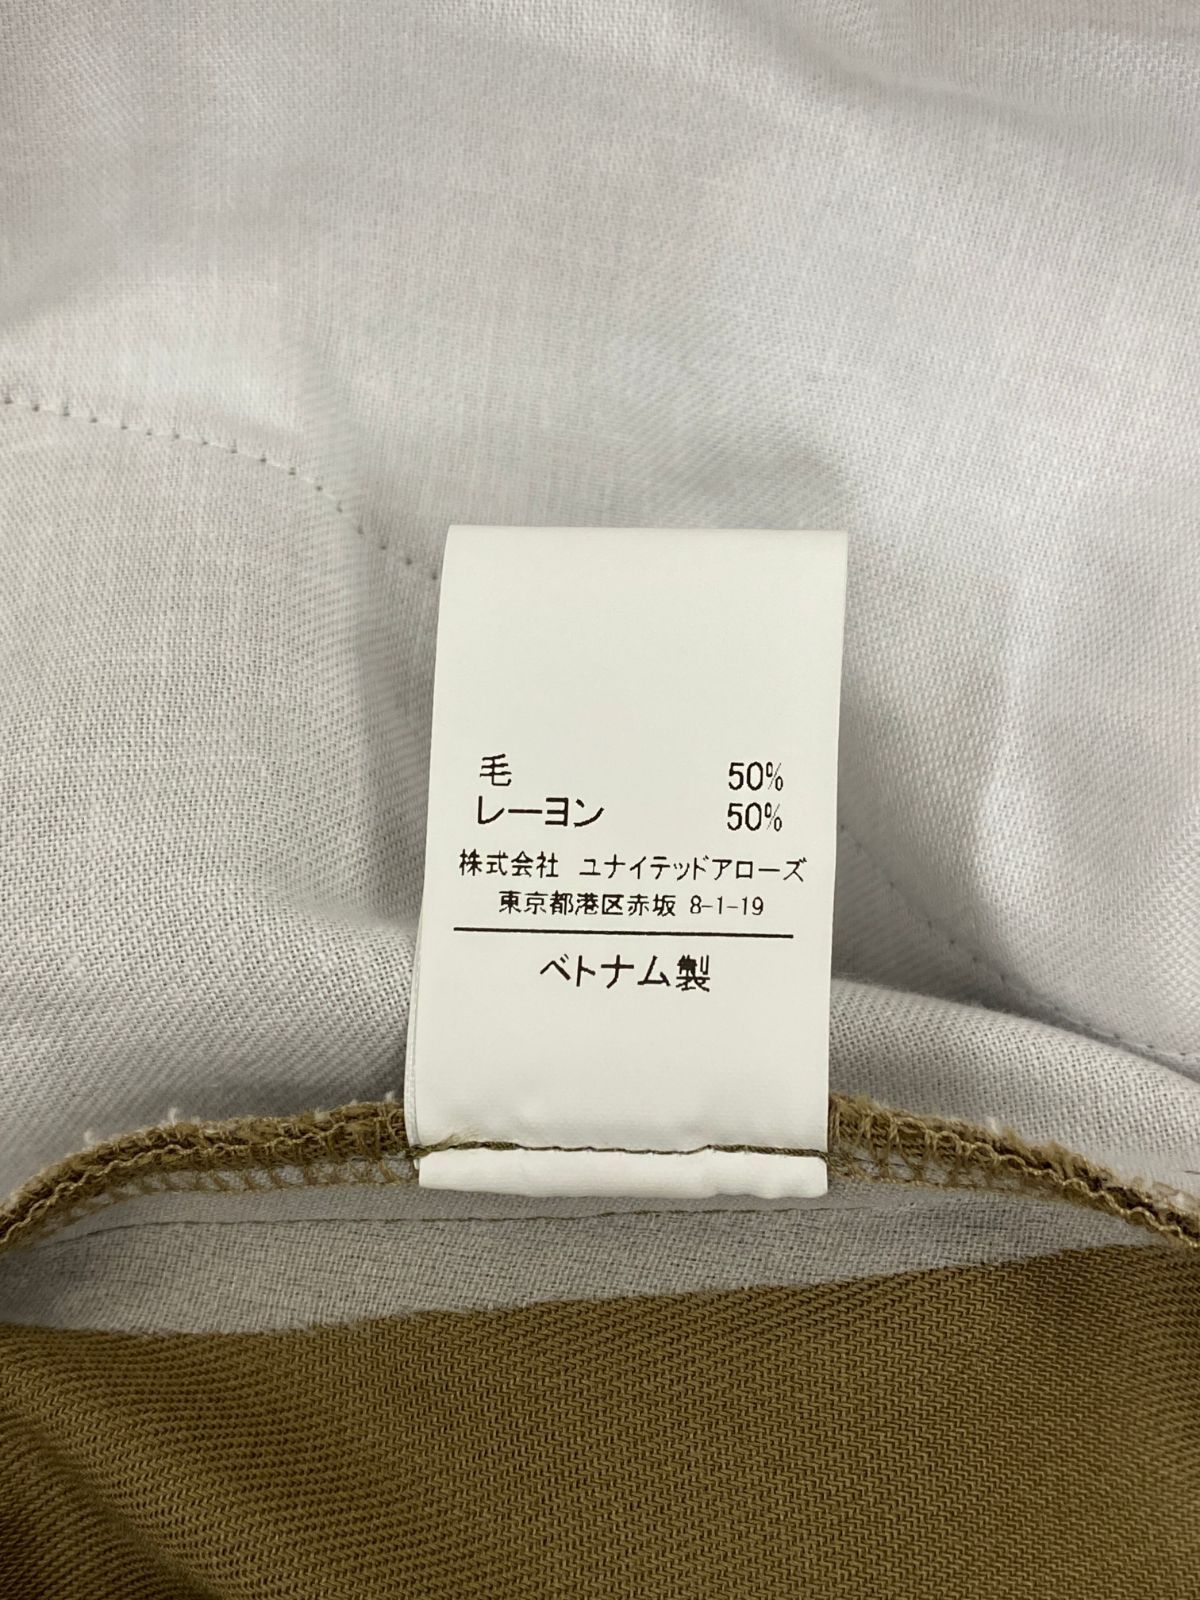 毛 50%
レーヨン 50%
株式会社 ユナイテッドアローズ
東京都港区赤坂 8-1-19
ベトナム製